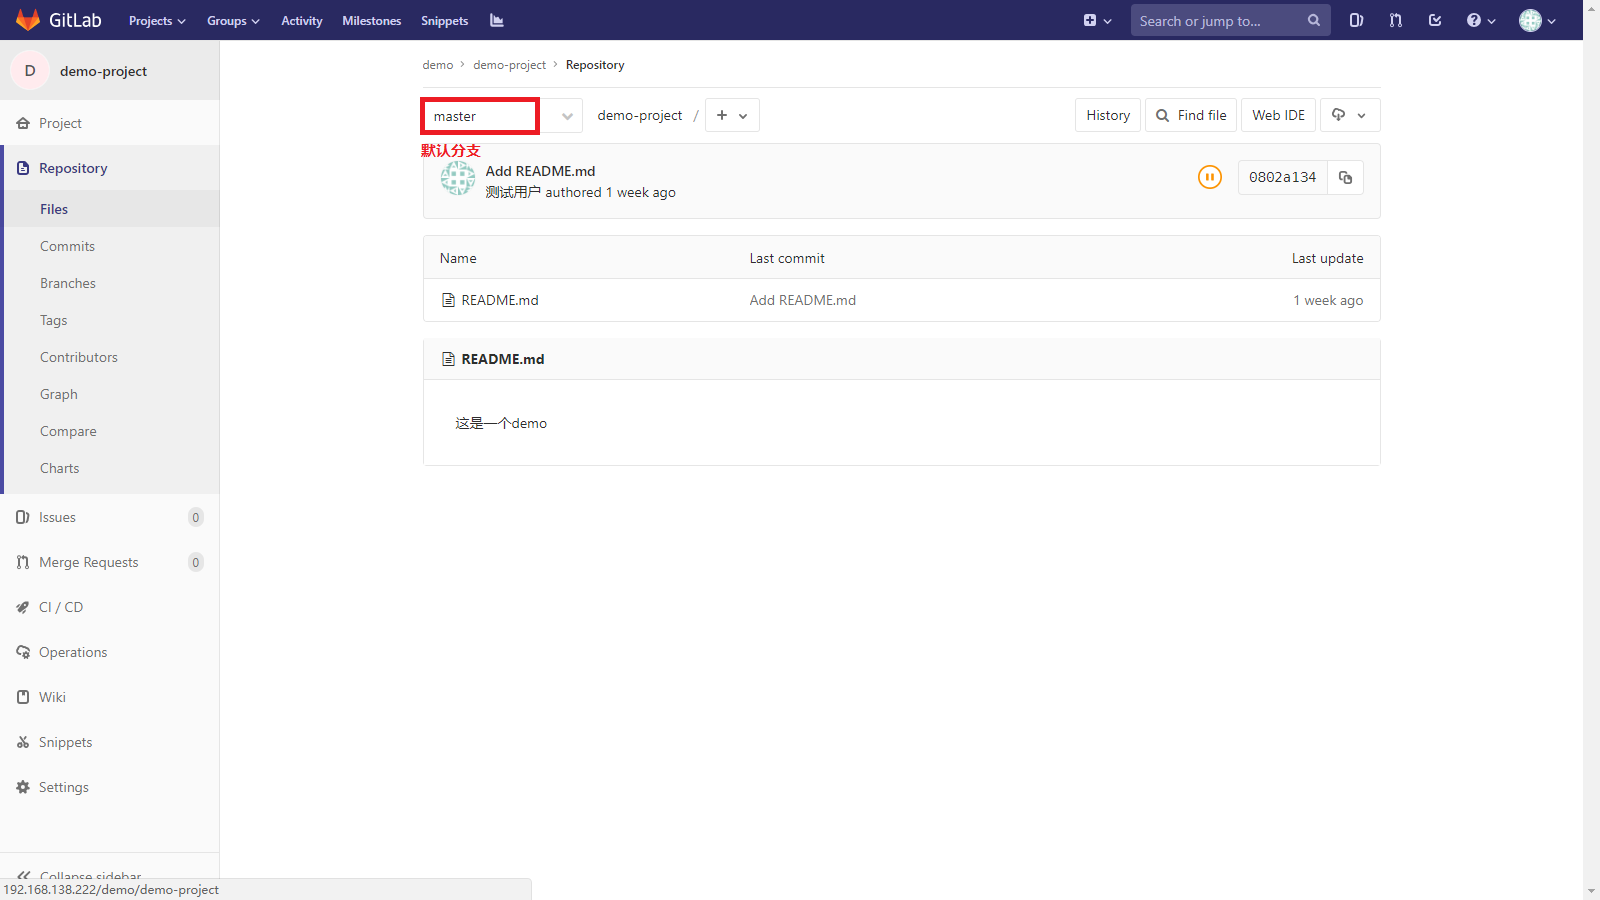 GitLab Projects Groups Activity Milestones Snippets Search or jump to...
D demo-project
Project
Repository
Files
Commits
Branches
Tags
Contributors
Graph
Compare
Charts
Issues 0
Merge Requests 0
CI / CD
Operations
Wiki
Snippets
Settings
Collapse sidebar
192.168.138.222/demo/demo-project
demo > demo-project > Repository
master demo-project / + History Find file Web IDE
默认分支
Add README.md
测试用户 authored 1 week ago
0802a134
Name Last commit Last update
README.md Add README.md 1 week ago
README.md
这是一个demo